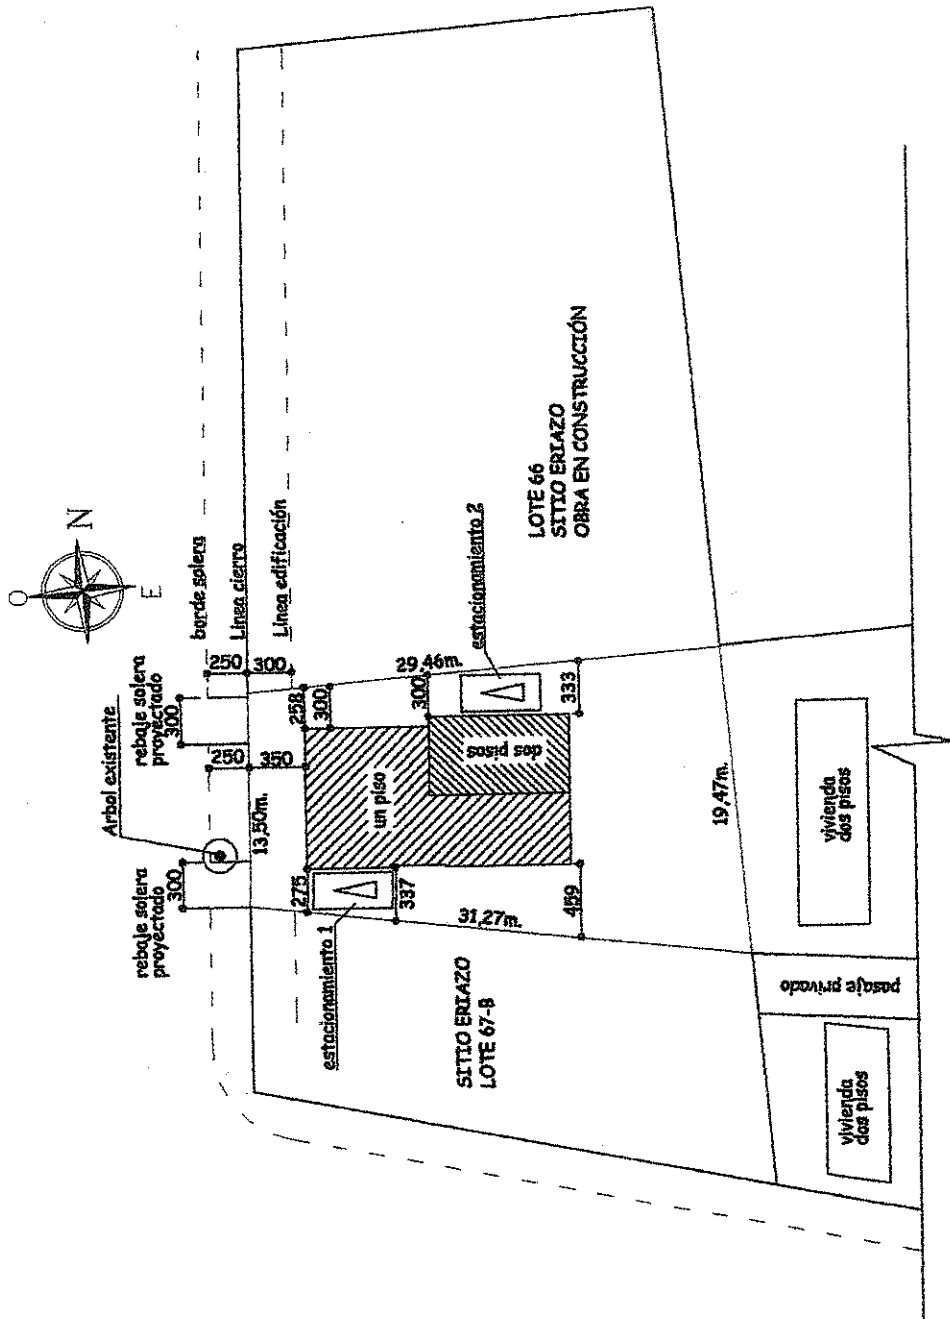 O
N
E
borde solera
Línea cierro
Línea edificación
Arbol existente
rebaje solera
proyectado
300
rebaje solera
proyectado
300
250
300
250
350
13,50m.
29,46m.
258
300
300
333
estacionamiento 2
un piso
dos pisos
275
337
459
31,27m.
estacionamiento 1
LOTE 66
SITIO ERIAZO
OBRA EN CONSTRUCCIÓN
SITIO ERIAZO
LOTE 67-B
19,47m.
vivienda
dos pisos
pasaje privado
vivienda
dos pisos